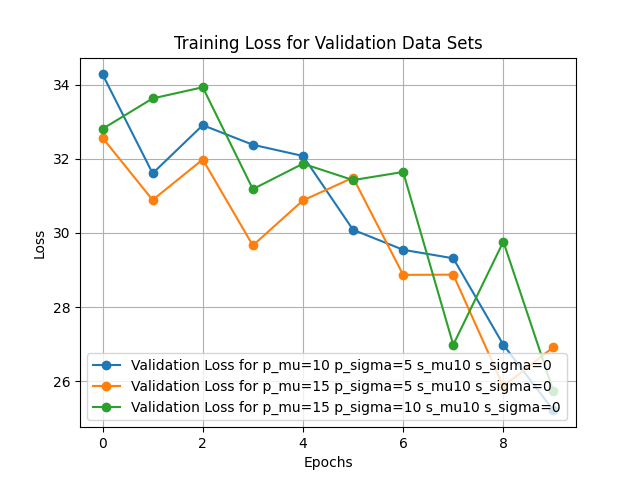 Training Loss for Validation Data Sets
34
32
30
28
26
Loss
Validation Loss for p_mu=10 p_sigma=5 s_mu10 s_sigma=0
Validation Loss for p_mu=15 p_sigma=5 s_mu10 s_sigma=0
Validation Loss for p_mu=15 p_sigma=10 s_mu10 s_sigma=0
0 2 4 6 8
Epochs